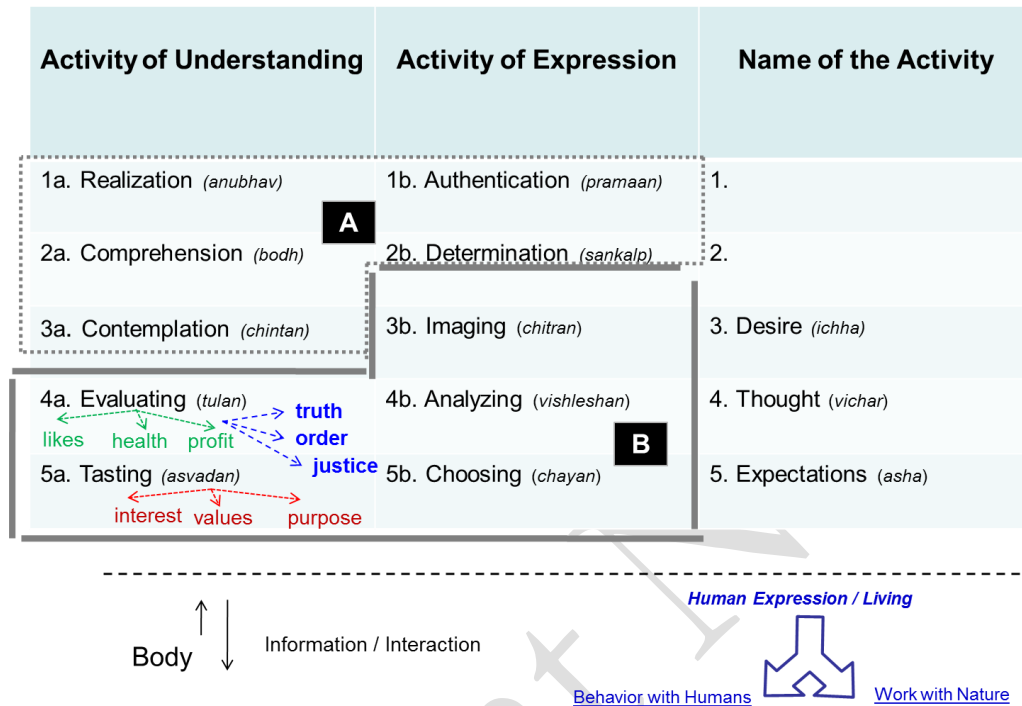 Activity of Understanding
Activity of Expression
Name of the Activity
1a. Realization (anubhav)
1b. Authentication (pramaan)
1.
A
2a. Comprehension (bodh)
2b. Determination (sankalp)
2.
3a. Contemplation (chintan)
3b. Imaging (chitran)
3. Desire (ichha)
4a. Evaluating (tulan)
4b. Analyzing (vishleshan)
4. Thought (vichar)
truth
likes
health
profit
order
B
justice
5a. Tasting (asvadan)
5b. Choosing (chayan)
5. Expectations (asha)
interest
values
purpose
Human Expression / Living
Body
Information / Interaction
Behavior with Humans
Work with Nature